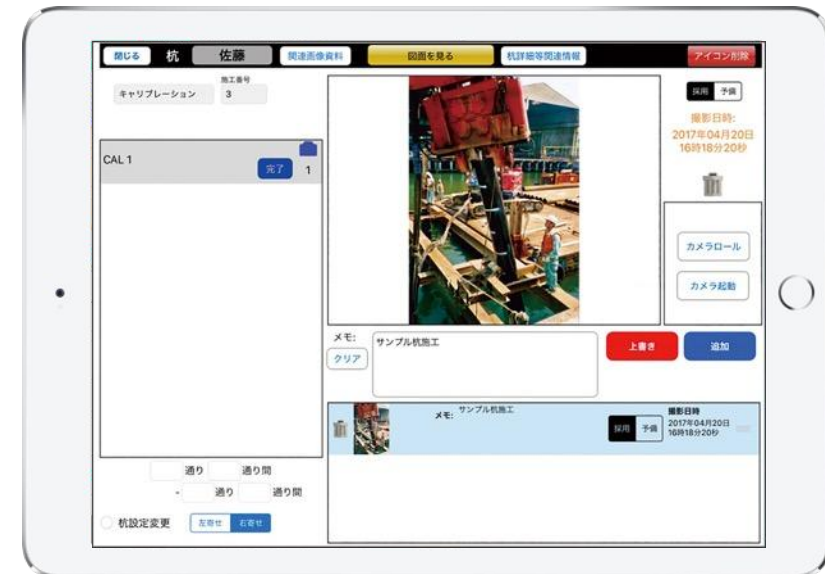 閉じる 杭 佐藤 関連画像資料 図面を見る 杭詳細等関連情報 アイコン削除
施工番号
キャリブレーション 3
採用 予備
撮影日時:
2017年04月20日
16時18分20秒
CAL 1
完了 1
カメラロール
カメラ起動
メモ:
クリア
サンプル杭施工
上書き 追加
メモ: サンプル杭施工
採用 予備
撮影日時
2017年04月20日
16時18分20秒
通り 通り間
- 通り 通り間
杭設定変更 左寄せ 右寄せ